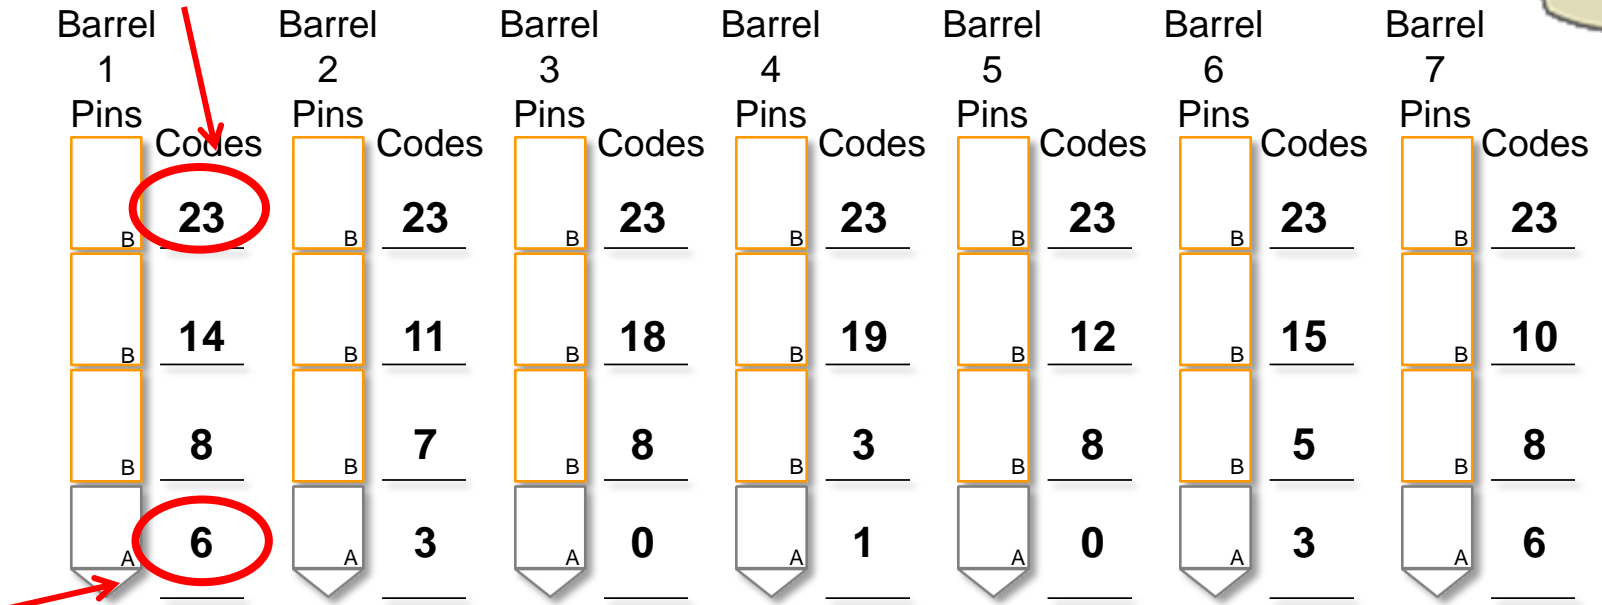 Barrel Barrel Barrel Barrel Barrel Barrel Barrel
1 2 3 4 5 6 7
Pins Pins Pins Pins Pins Pins Pins
Codes Codes Codes Codes Codes Codes Codes
B 23 B 23 B 23 B 23 B 23 B 23 B 23
B 14 B 11 B 18 B 19 B 12 B 15 B 10
B 8 B 7 B 8 B 3 B 8 B 5 B 8
A 6 A 3 A 0 A 1 A 0 A 3 A 6